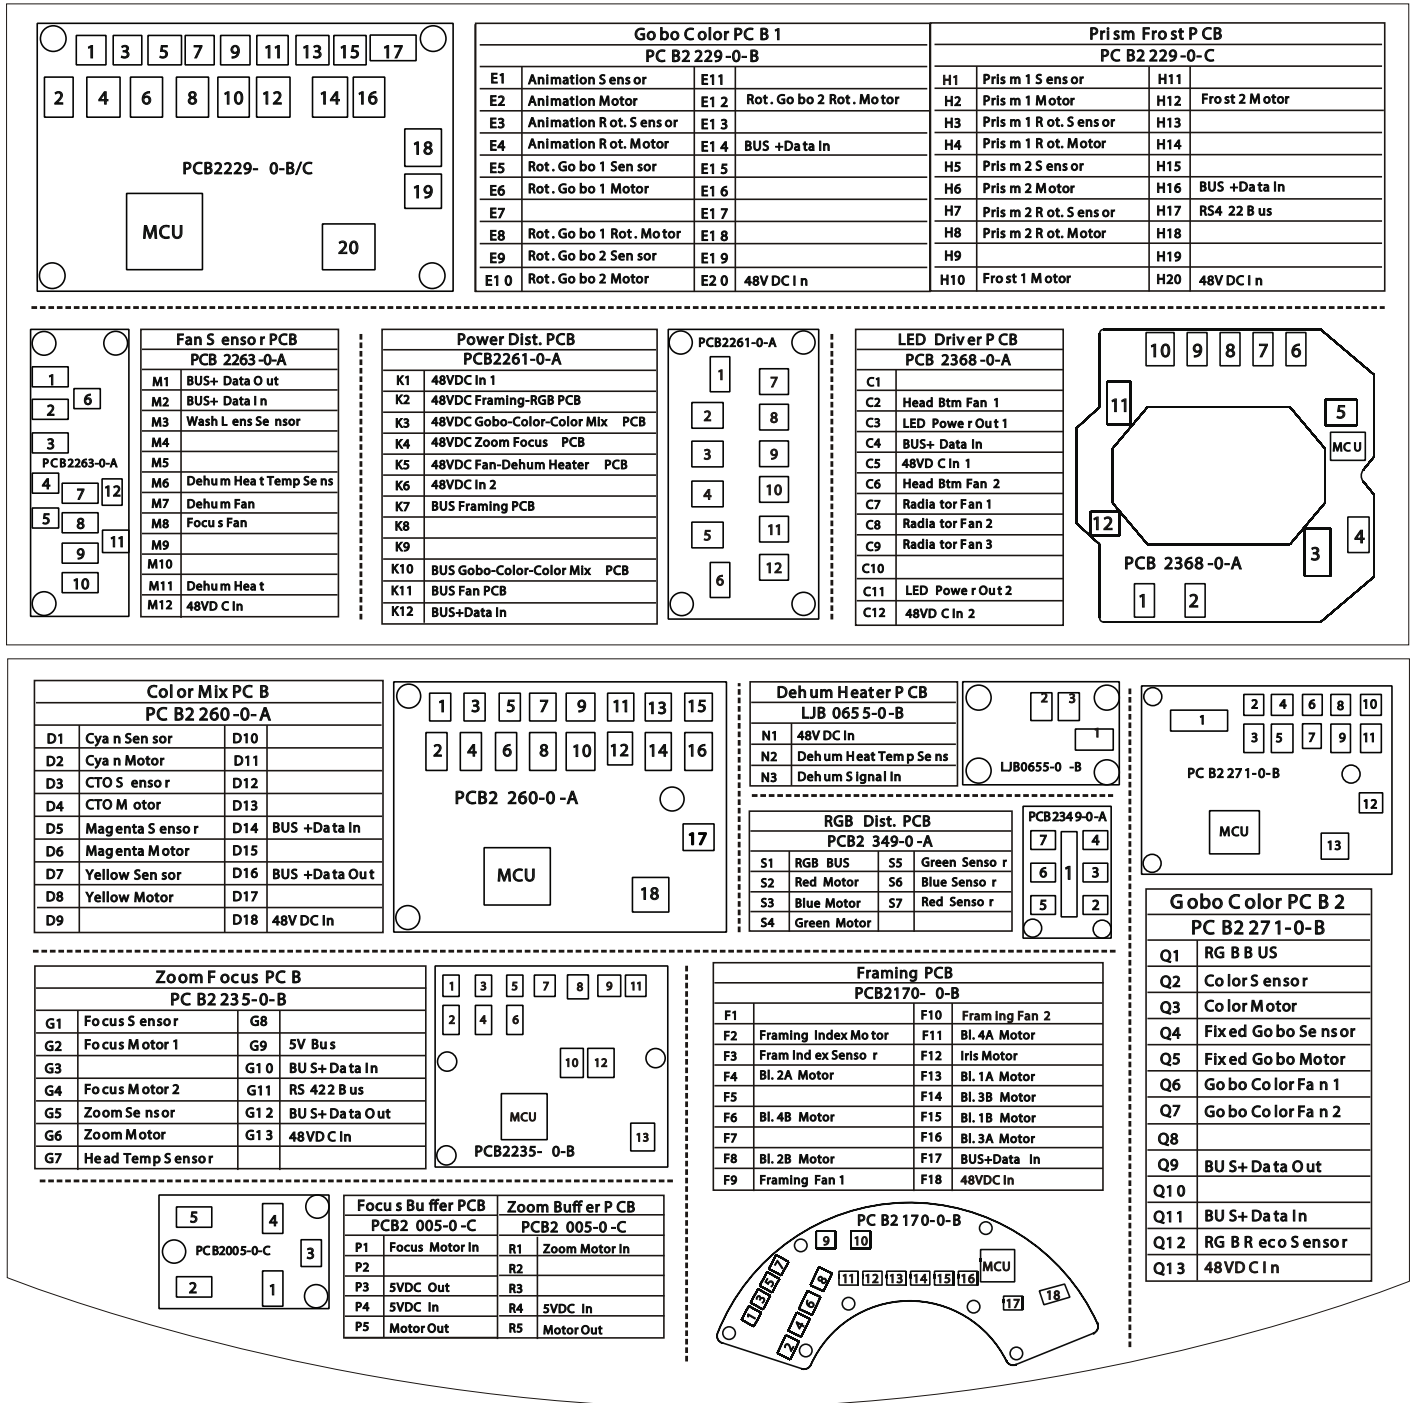 1 3 5 7 9 11 13 15 17
2 4 6 8 10 12 14 16
18
PCB2229- 0-B/C
19
MCU
20
Gobo Color PCB 1
PCB2229-0-B
E1 Animation Sensor E11
E2 Animation Motor E12 Rot. Gobo 2 Rot. Motor
E3 Animation Rot. Sensor E13
E4 Animation Rot. Motor E14 BUS +Data In
E5 Rot. Gobo 1 Sensor E15
E6 Rot. Gobo 1 Motor E16
E7 E17
E8 Rot. Gobo 1 Rot. Motor E18
E9 Rot. Gobo 2 Sensor E19
E10 Rot. Gobo 2 Motor E20 48V DC In
Prism Frost PCB
PCB2229-0-C
H1 Prism 1 Sensor H11
H2 Prism 1 Motor H12 Frost 2 Motor
H3 Prism 1 Rot. Sensor H13
H4 Prism 1 Rot. Motor H14
H5 Prism 2 Sensor H15
H6 Prism 2 Motor H16 BUS +Data In
H7 Prism 2 Rot. Sensor H17 RS422 Bus
H8 Prism 2 Rot. Motor H18
H9 H19
H10 Frost 1 Motor H20 48V DC In
1
6
2
3
PCB2263-0-A
4 7 12
5 8
11
9
10
Fan Sensor PCB
PCB 2263-0-A
M1 BUS+ Data Out
M2 BUS+ Data In
M3 Wash Lens Sensor
M4
M5
M6 Dehum Heat Temp Sens
M7 Dehum Fan
M8 Focus Fan
M9
M10
M11 Dehum Heat
M12 48VDC In
Power Dist. PCB
PCB2261-0-A
K1 48VDC In 1
K2 48VDC Framing-RGB PCB
K3 48VDC Gobo-Color-Color Mix PCB
K4 48VDC Zoom Focus PCB
K5 48VDC Fan-Dehum Heater PCB
K6 48VDC In 2
K7 BUS Framing PCB
K8
K9
K10 BUS Gobo-Color-Color Mix PCB
K11 BUS Fan PCB
K12 BUS+Data In
PCB2261-0-A
1 7
2 8
3 9
4 10
5 11
6 12
LED Driver PCB
PCB 2368-0-A
C1
C2 Head Btm Fan 1
C3 LED Power Out 1
C4 BUS+ Data In
C5 48VDC In 1
C6 Head Btm Fan 2
C7 Radiator Fan 1
C8 Radiator Fan 2
C9 Radiator Fan 3
C10
C11 LED Power Out 2
C12 48VDC In 2
10 9 8 7 6
11 5
MCU
12 4
3
PCB 2368-0-A
1 2
Color Mix PCB
PCB2260-0-A
D1 Cyan Sensor D10
D2 Cyan Motor D11
D3 CTO Sensor D12
D4 CTO Motor D13
D5 Magenta Sensor D14 BUS +Data In
D6 Magenta Motor D15
D7 Yellow Sensor D16 BUS +Data Out
D8 Yellow Motor D17
D9 D18 48V DC In
1 3 5 7 9 11 13 15
2 4 6 8 10 12 14 16
PCB2 260-0-A
17
MCU
18
Dehum Heater PCB
LJB 0655-0-B
N1 48V DC In
N2 Dehum Heat Temp Sens
N3 Dehum Signal In
2 3
1
LJB0655-0 -B
RGB Dist. PCB
PCB2 349-0-A
S1 RGB BUS S5 Green Sensor
S2 Red Motor S6 Blue Sensor
S3 Blue Motor S7 Red Sensor
S4 Green Motor
PCB2349-0-A
7 4
6 1 3
5 2
1 2 4 6 8 10
3 5 7 9 11
PCB2271-0-B
12
MCU
13
Gobo Color PCB 2
PCB2271-0-B
Q1 RGB BUS
Q2 Color Sensor
Q3 Color Motor
Q4 Fixed Gobo Sensor
Q5 Fixed Gobo Motor
Q6 Gobo Color Fan 1
Q7 Gobo Color Fan 2
Q8
Q9 BUS+ Data Out
Q10
Q11 BUS+ Data In
Q12 RGB Reco Sensor
Q13 48VDC In
Zoom Focus PCB
PCB2235-0-B
G1 Focus Sensor G8
G2 Focus Motor 1 G9 5V Bus
G3 G10 BUS+ Data In
G4 Focus Motor 2 G11 RS 422 Bus
G5 Zoom Sensor G12 BUS+ Data Out
G6 Zoom Motor G13 48VDC In
G7 Head Temp Sensor
1 3 5 7 8 9 11
2 4 6
10 12
MCU
13
PCB2235- 0-B
Framing PCB
PCB2170- 0-B
F1 F10 Framing Fan 2
F2 Framing Index Motor F11 Bl. 4A Motor
F3 Fram Index Sensor F12 Iris Motor
F4 Bl. 2A Motor F13 Bl. 1A Motor
F5 F14 Bl. 3B Motor
F6 Bl. 4B Motor F15 Bl. 1B Motor
F7 F16 Bl. 3A Motor
F8 Bl. 2B Motor F17 BUS+Data In
F9 Framing Fan 1 F18 48VDC In
5 4
PCB2005-0-C 3
2 1
Focus Buffer PCB
PCB2 005-0-C
P1 Focus Motor In
P2
P3 5VDC Out
P4 5VDC In
P5 Motor Out
Zoom Buffer PCB
PCB2 005-0-C
R1 Zoom Motor In
R2
R3
R4 5VDC In
R5 Motor Out
PCB2170-0-B
9 10
1 3 5 7
2 4 6 8
11 12 13 14 15 16
MCU
17 18